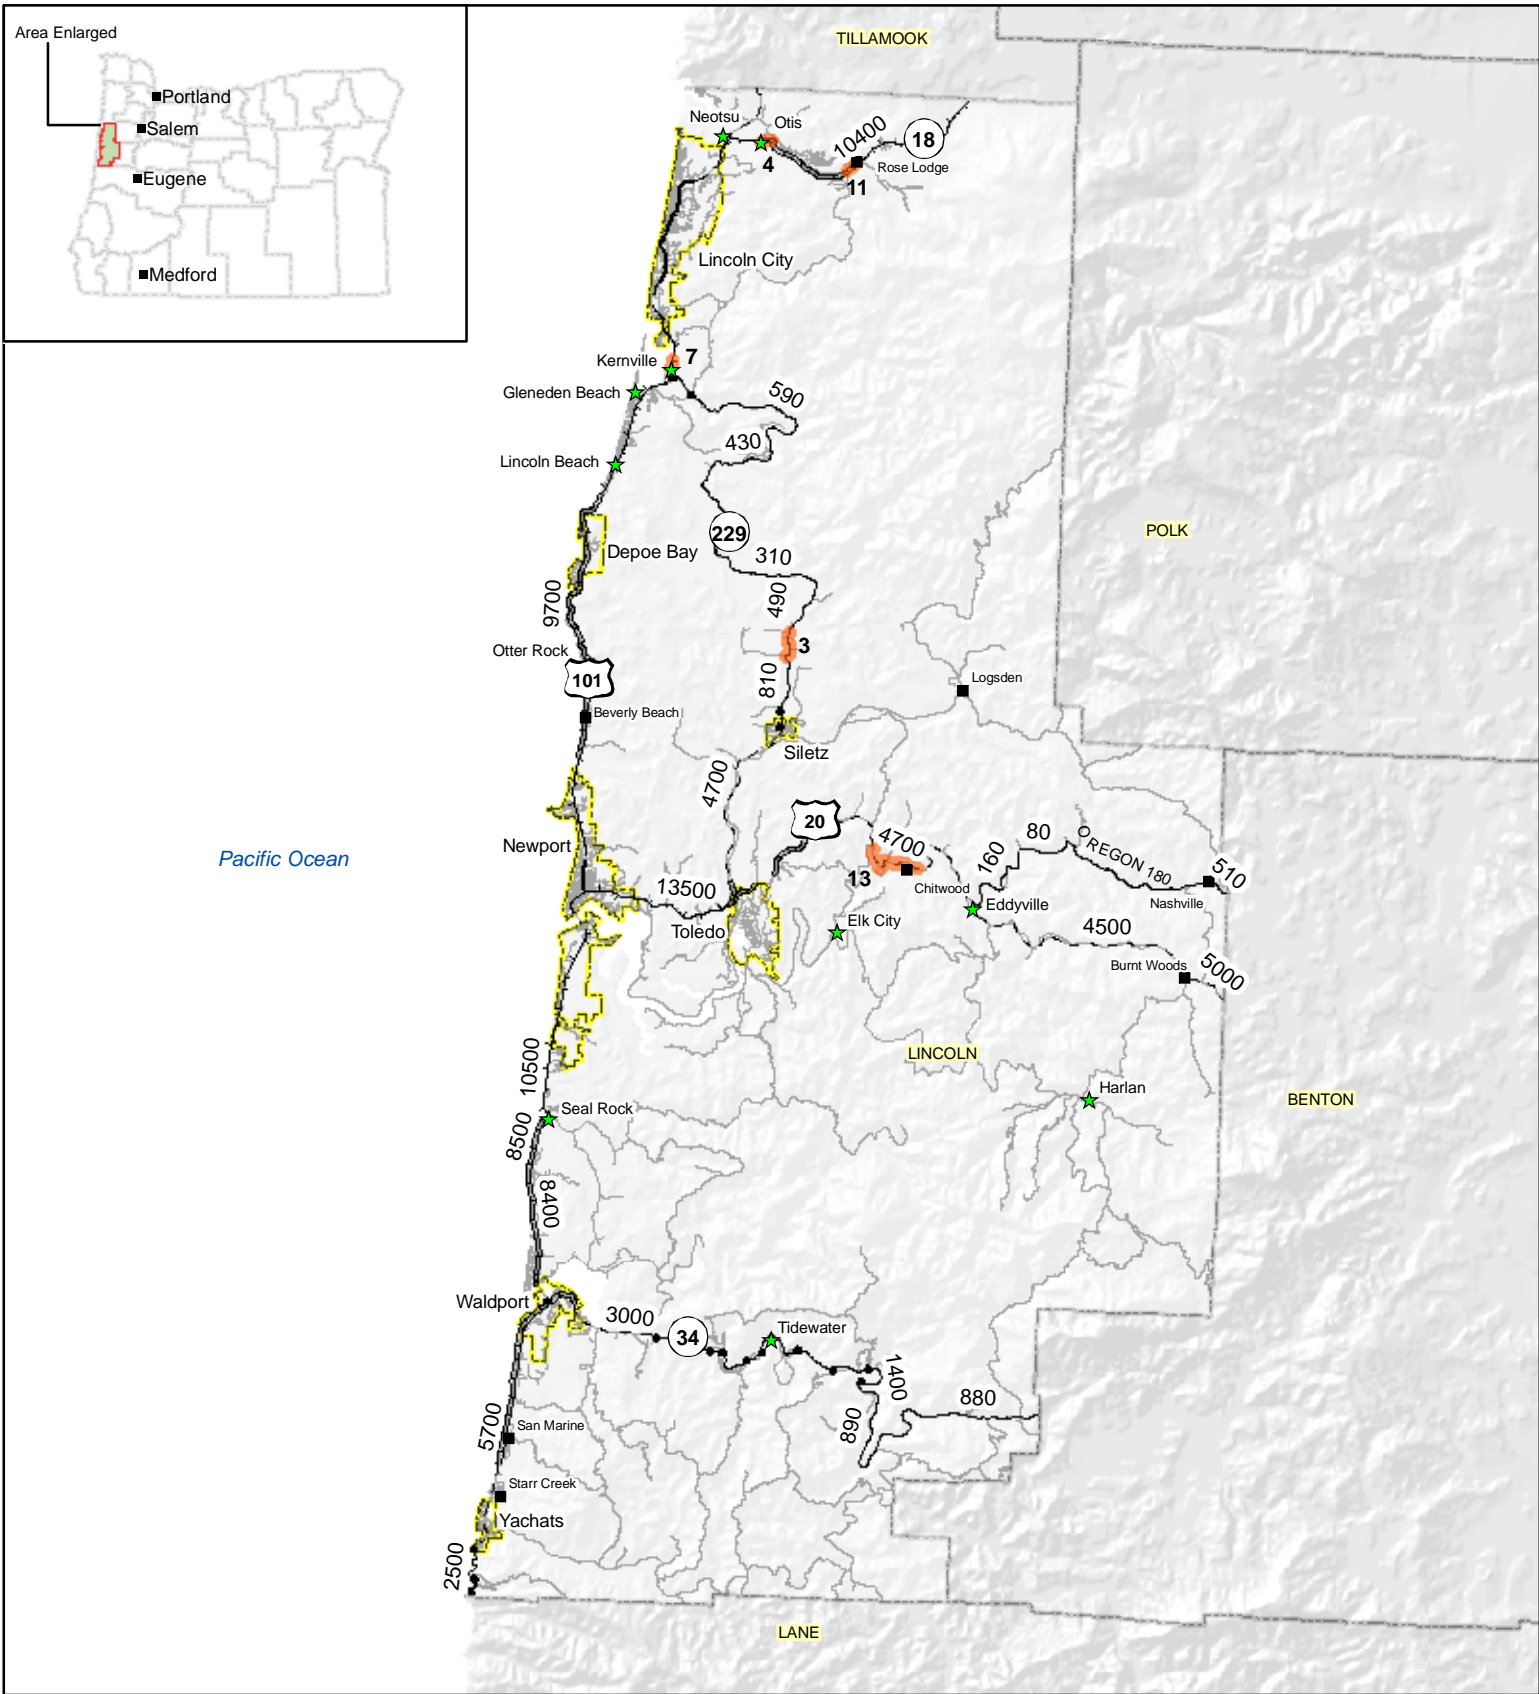 Area Enlarged
Portland
Salem
Eugene
Medford
TILLAMOOK
Neotsu
Otis
10400
18
4
Rose Lodge
11
Lincoln City
Kernville
7
Gleneden Beach
590
430
Lincoln Beach
229
POLK
Depoe Bay
310
9700
490
Otter Rock
3
101
810
Logsden
Beverly Beach
Siletz
4700
20
Newport
4700
160
80
OREGON 180
510
Pacific Ocean
13
Chitwood
13500
Nashville
Eddyville
Toledo
Elk City
4500
Burnt Woods
5000
10500
LINCOLN
Harlan
BENTON
Seal Rock
8500
8400
Waldport
3000
34
Tidewater
1400
880
890
5700
San Marine
Starr Creek
Yachats
2500
LANE